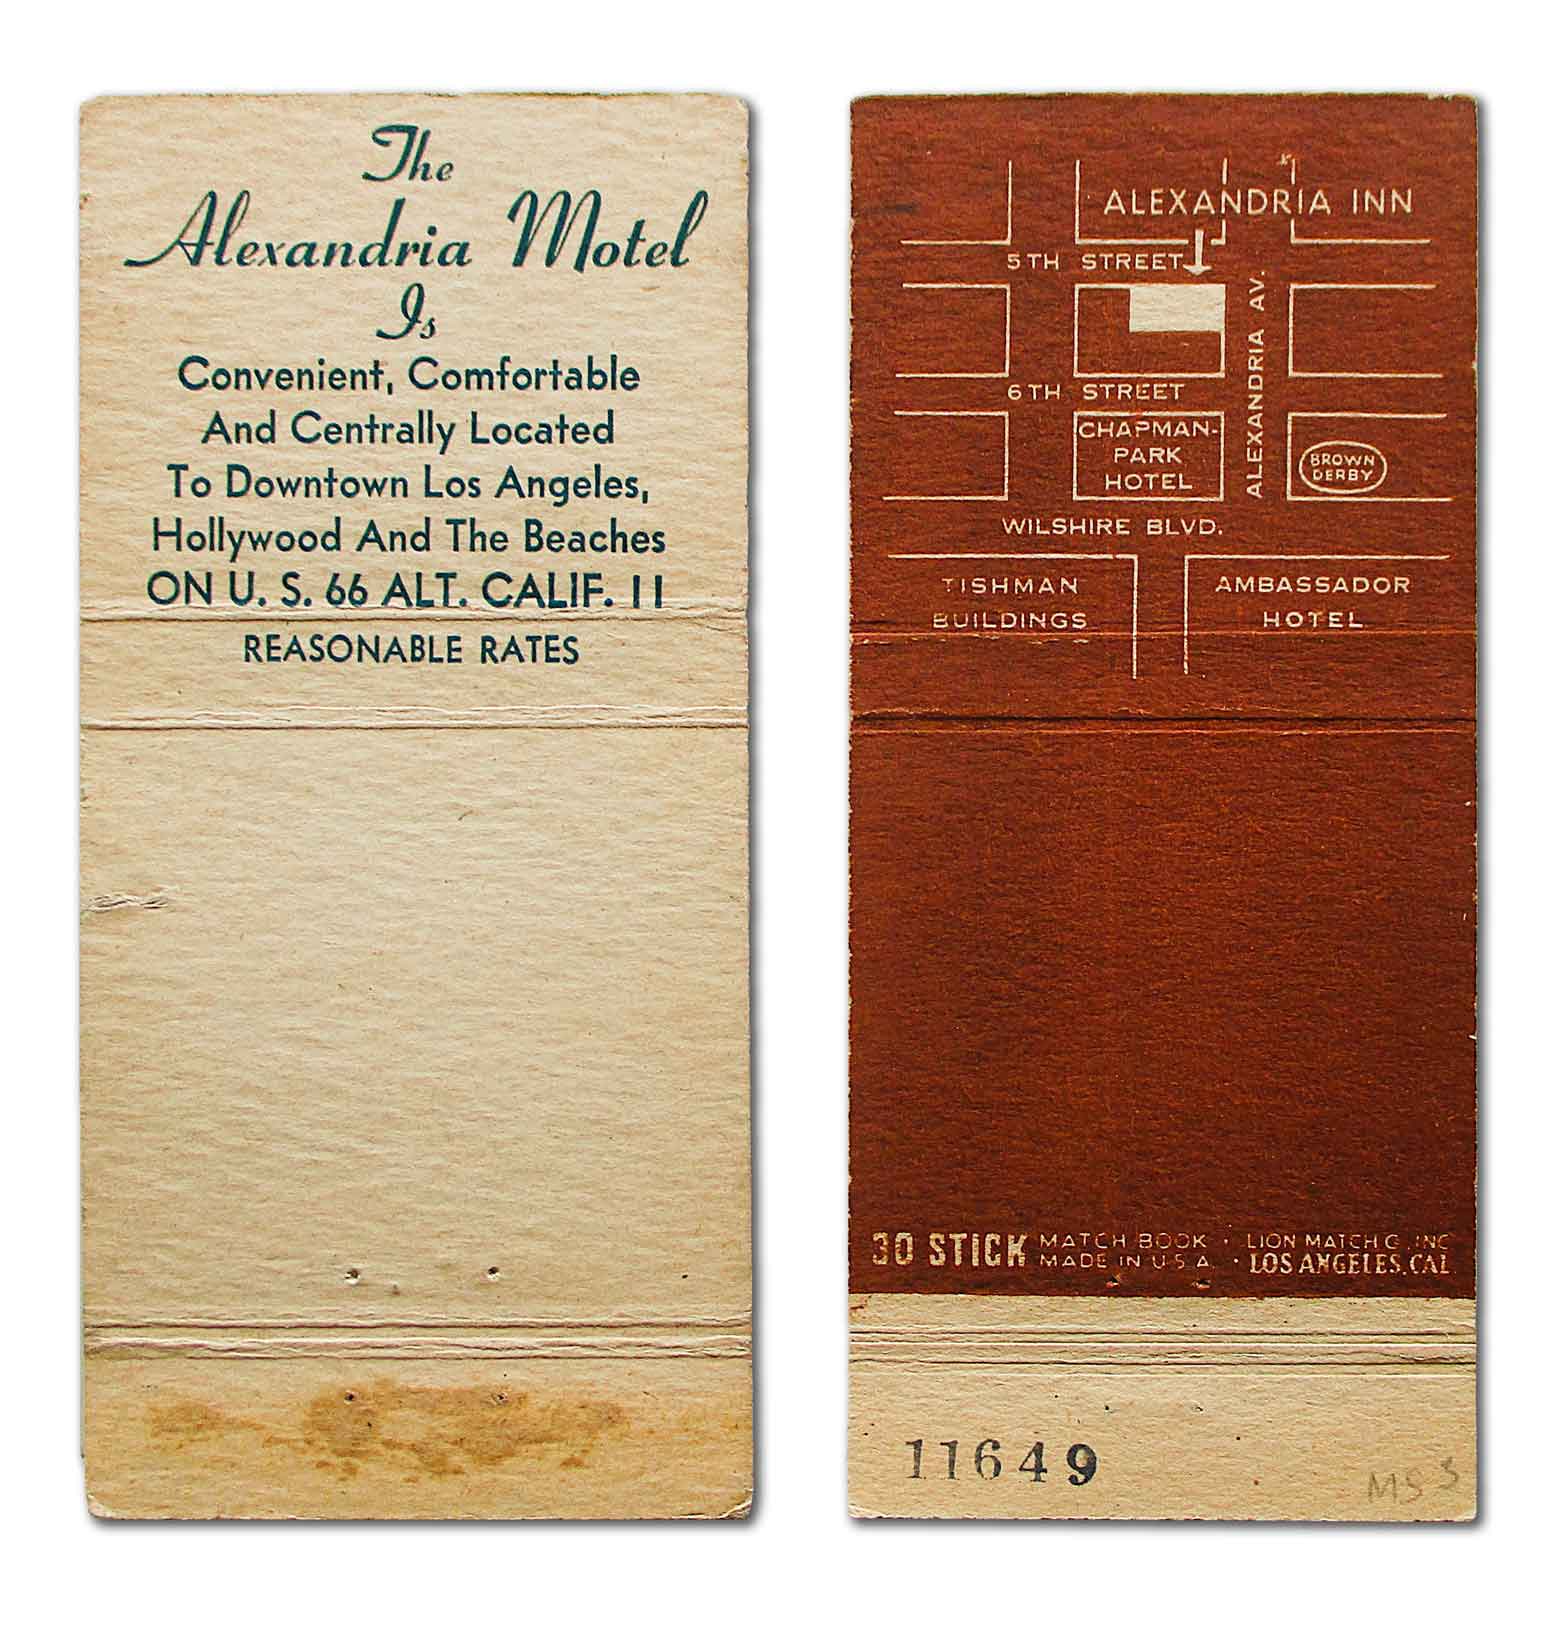 The
Alexandria Motel
Is
Convenient, Comfortable
And Centrally Located
To Downtown Los Angeles,
Hollywood And The Beaches
ON U. S. 66 ALT. CALIF. 11
REASONABLE RATES
ALEXANDRIA INN
5TH STREET
ALEXANDRIA AV.
6TH STREET
CHAPMAN-
PARK
HOTEL
BROWN
DERBY
WILSHIRE BLVD.
TISHMAN
BUILDINGS
AMBASSADOR
HOTEL
30 STICK
MATCH BOOK · LION MATCH C. INC
MADE IN U S A · LOS ANGELES, CAL
11649
MS 5